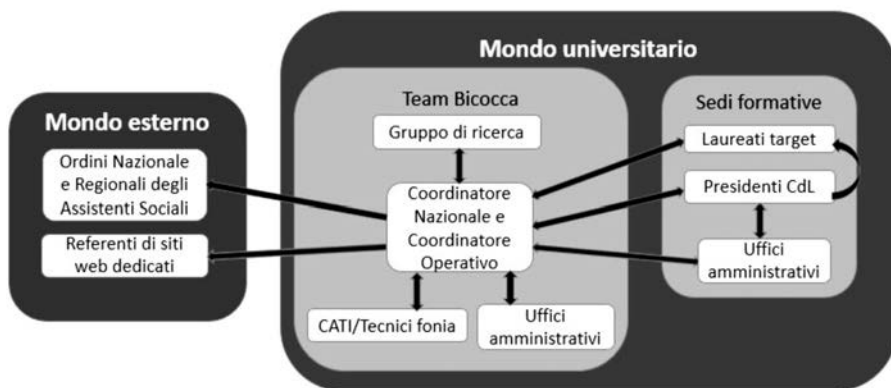 Mondo universitario
Mondo esterno
Ordini Nazionale
e Regionali degli
Assistenti Sociali
Referenti di siti
web dedicati
Team Bicocca
Gruppo di ricerca
Coordinatore
Nazionale e
Coordinatore
Operativo
CATI/Tecnici fonia
Uffici
amministrativi
Sedi formative
Laureati target
Presidenti CdL
Uffici
amministrativi